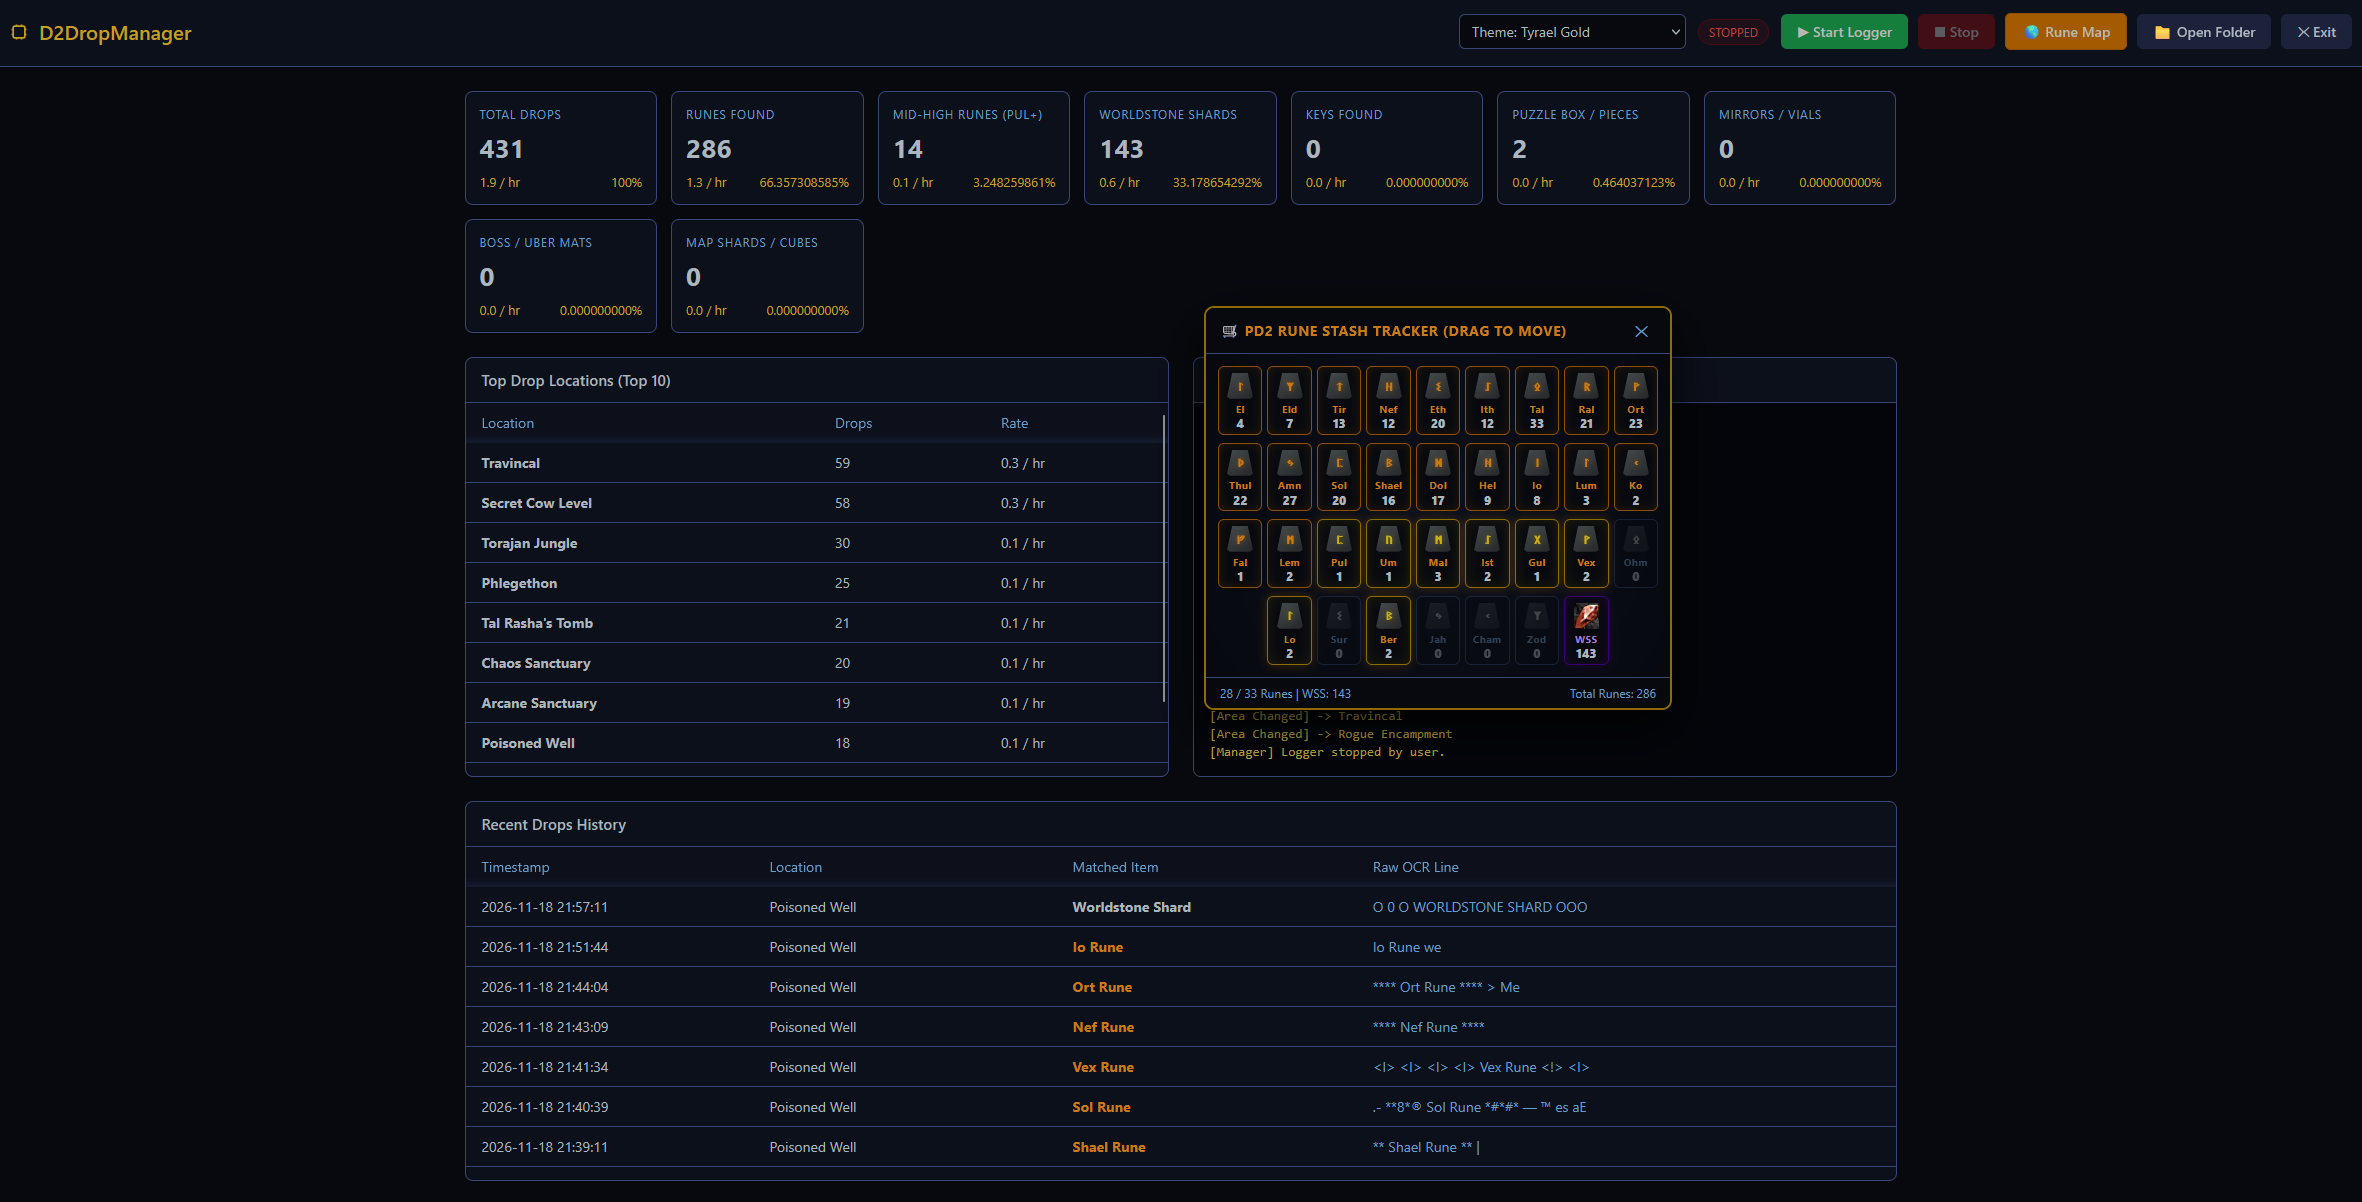 D2DropManager
Theme: Tyrael Gold
STOPPED
Start Logger
Stop
Rune Map
Open Folder
Exit
TOTAL DROPS
431
1.9 / hr 100%
RUNES FOUND
286
1.3 / hr 66.357308585%
MID-HIGH RUNES (PUL+)
14
0.1 / hr 3.248259861%
WORLDSTONE SHARDS
143
0.6 / hr 33.178654292%
KEYS FOUND
0
0.0 / hr 0.000000000%
PUZZLE BOX / PIECES
2
0.0 / hr 0.464037123%
MIRRORS / VIALS
0
0.0 / hr 0.000000000%
BOSS / UBER MATS
0
0.0 / hr 0.000000000%
MAP SHARDS / CUBES
0
0.0 / hr 0.000000000%
Top Drop Locations (Top 10)
Location Drops Rate
Travincal 59 0.3 / hr
Secret Cow Level 58 0.3 / hr
Torajan Jungle 30 0.1 / hr
Phlegethon 25 0.1 / hr
Tal Rasha's Tomb 21 0.1 / hr
Chaos Sanctuary 20 0.1 / hr
Arcane Sanctuary 19 0.1 / hr
Poisoned Well 18 0.1 / hr
PD2 RUNE STASH TRACKER (DRAG TO MOVE)
El Eld Tir Nef Eth Ith Tal Ral Ort
4 7 13 12 20 12 33 21 23
Thul Amn Sol Shael Dol Hel Io Lum Ko
22 27 20 16 17 9 8 3 2
Fal Lem Pul Um Mal Ist Gul Vex Ohm
1 2 1 1 3 2 1 2 0
Lo Sur Ber Jah Cham Zod WSS
2 0 2 0 0 0 143
28 / 33 Runes | WSS: 143 Total Runes: 286
[Area Changed] -> Travincal
[Area Changed] -> Rogue Encampment
[Manager] Logger stopped by user.
Recent Drops History
Timestamp Location Matched Item Raw OCR Line
2026-11-18 21:57:11 Poisoned Well Worldstone Shard O 0 O WORLDSTONE SHARD OOO
2026-11-18 21:51:44 Poisoned Well Io Rune Io Rune we
2026-11-18 21:44:04 Poisoned Well Ort Rune **** Ort Rune **** > Me
2026-11-18 21:43:09 Poisoned Well Nef Rune **** Nef Rune ****
2026-11-18 21:41:34 Poisoned Well Vex Rune <I> <I> <I> <I> Vex Rune <!> <I>
2026-11-18 21:40:39 Poisoned Well Sol Rune .- **8*® Sol Rune *#*#* — ™ es aE
2026-11-18 21:39:11 Poisoned Well Shael Rune ** Shael Rune ** |